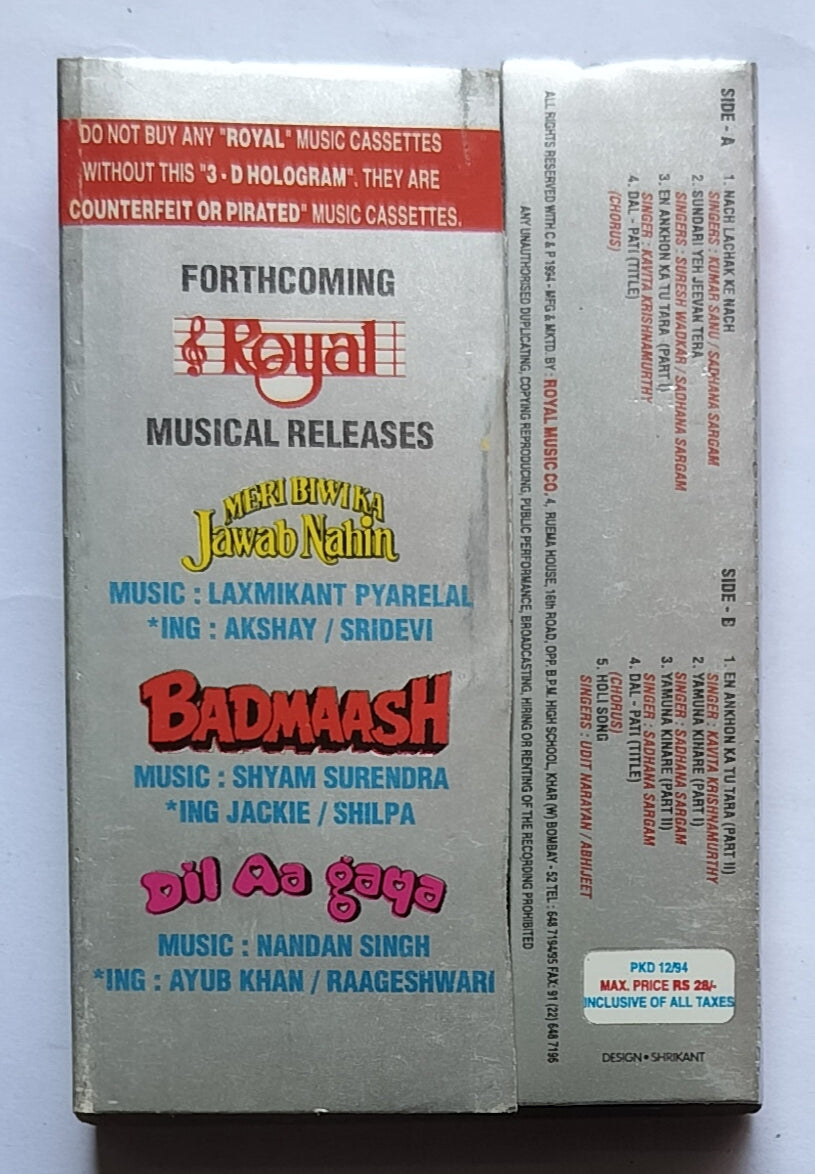 DO NOT BUY ANY "ROYAL" MUSIC CASSETTES
WITHOUT THIS "3 - D HOLOGRAM". THEY ARE
COUNTERFEIT OR PIRATED" MUSIC CASSETTES.
FORTHCOMING
Royal
MUSICAL RELEASES
MERI BIWI KA
Jawab Nahin
MUSIC : LAXMIKANT PYARELAL
*ING : AKSHAY / SRIDEVI
BADMAASH
MUSIC : SHYAM SURENDRA
*ING JACKIE / SHILPA
Dil Aa gaya
MUSIC : NANDAN SINGH
*ING : AYUB KHAN / RAAGESHWARI
SIDE - A
1. NACH LACHAK KE NACH
SINGERS : KUMAR SANU / SADHANA SARGAM
2. SUNDARI YEH JEEVAN TERA
SINGERS : SURESH WADKAR / SADHANA SARGAM
3. EN ANKHON KA TU TARA (PART I)
SINGER : KAVITA KRISHNAMURTHY
4. DAL - PATI (TITLE)
(CHORUS)
SIDE - B
1. EN ANKHON KA TU TARA (PART II)
SINGER : KAVITA KRISHNAMURTHY
2. YAMUNA KINARE (PART I)
SINGER : SADHANA SARGAM
3. YAMUNA KINARE (PART II)
SINGER : SADHANA SARGAM
4. DAL - PATI (TITLE)
(CHORUS)
5. HOLI SONG
SINGERS : UDIT NARAYAN / ABHIJEET
ALL RIGHTS RESERVED WITH C & P 1994 - MFG & MKTD. BY : ROYAL MUSIC CO, 4, RUEMA HOUSE, 16th ROAD, OPP. B.P.M. HIGH SCHOOL, KHAR (W) BOMBAY - 52 TEL : 648 7194/95 FAX: 91 (22) 648 7196
ANY UNAUTHORISED DUPLICATING, COPYING REPRODUCING, PUBLIC PERFORMANCE, BROADCASTING, HIRING OR RENTING OF THE RECORDING PROHIBITED
PKD 12/94
MAX. PRICE RS 28/-
INCLUSIVE OF ALL TAXES
DESIGN • SHRIKANT